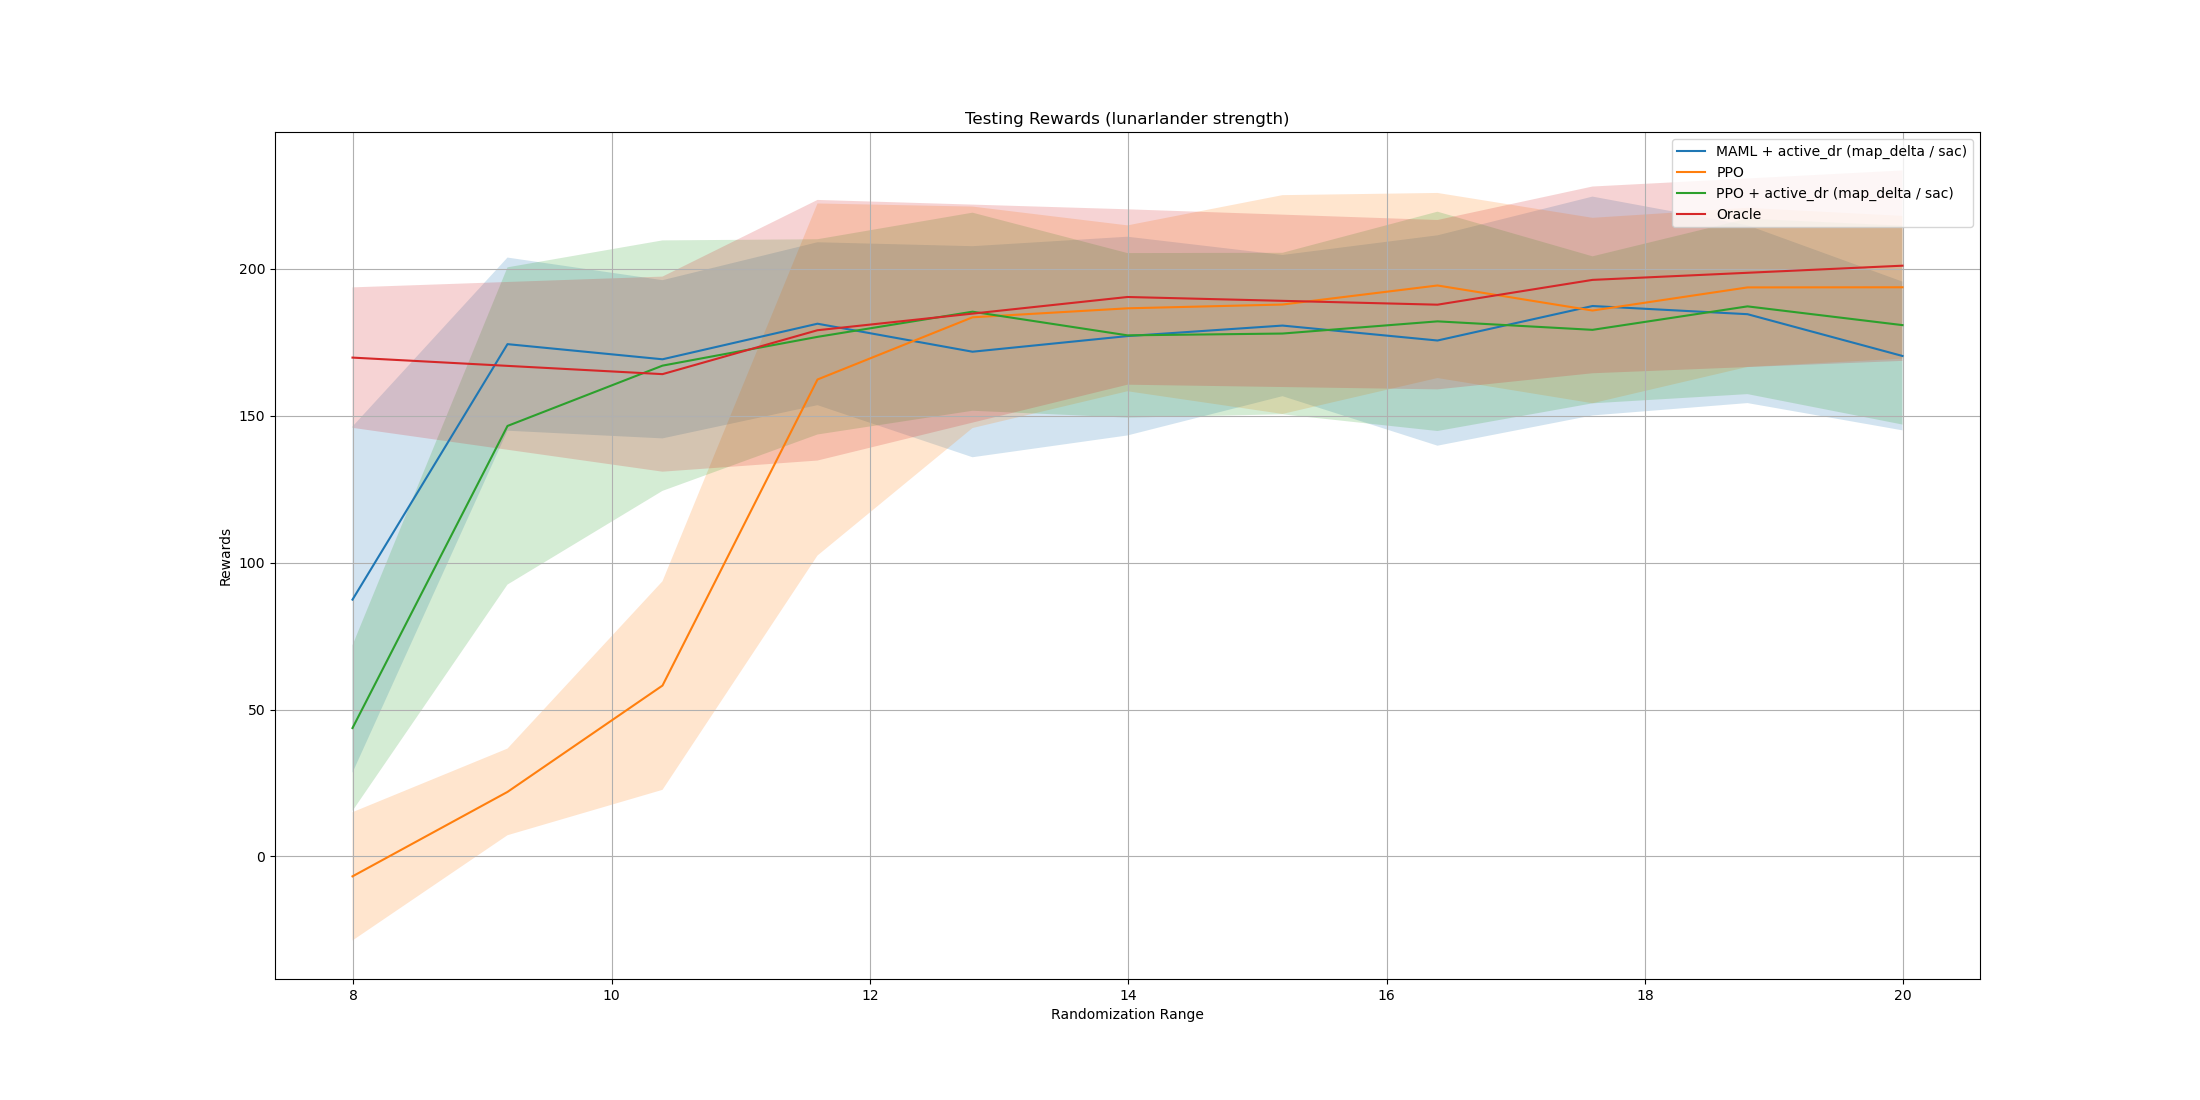 Testing Rewards (lunarlander strength)
MAML + active_dr (map_delta / sac)
PPO
PPO + active_dr (map_delta / sac)
Oracle
200
150
100
50
0
Rewards
8 10 12 14 16 18 20
Randomization Range